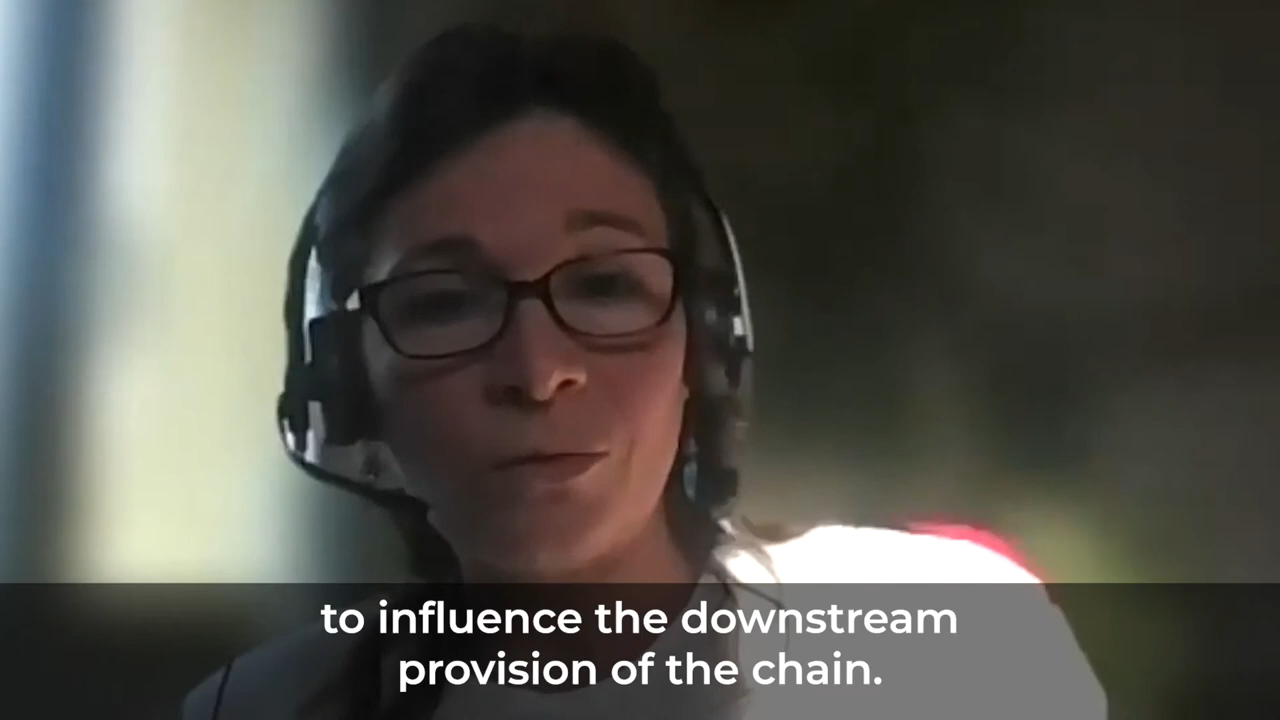 to influence the downstream
provision of the chain.